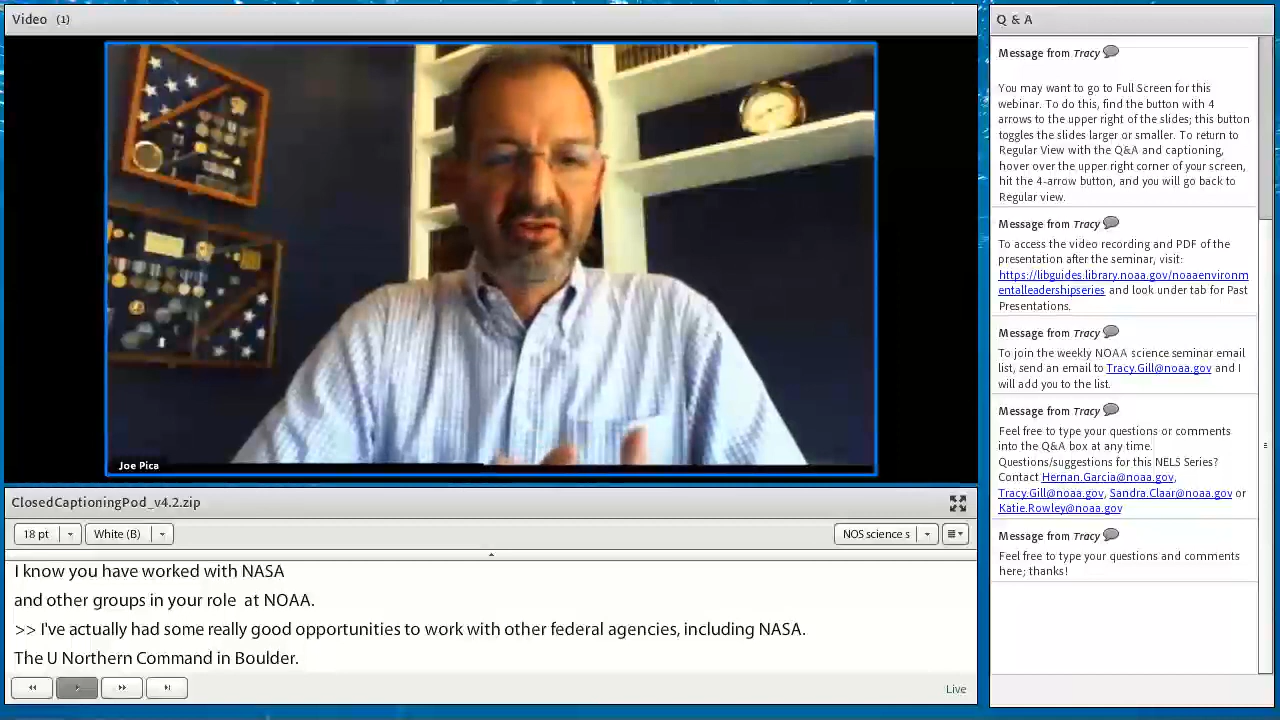 Video (1)
Joe Pica
ClosedCaptioningPod_v4.2.zip
18 pt
White (B)
NOS science s
I know you have worked with NASA
and other groups in your role  at NOAA.
>> I've actually had some really good opportunities to work with other federal agencies, including NASA.
The U Northern Command in Boulder.
Live
Q & A
Message from Tracy
You may want to go to Full Screen for this
webinar. To do this, find the button with 4
arrows to the upper right of the slides; this button
toggles the slides larger or smaller. To return to
Regular View with the Q&A and captioning,
hover over the upper right corner of your screen,
hit the 4-arrow button, and you will go back to
Regular view.
Message from Tracy
To access the video recording and PDF of the
presentation after the seminar, visit:
https://libguides.library.noaa.gov/noaaenvironm
entalleadershipseries and look under tab for Past
Presentations.
Message from Tracy
To join the weekly NOAA science seminar email
list, send an email to Tracy.Gill@noaa.gov and I
will add you to the list.
Message from Tracy
Feel free to type your questions or comments
into the Q&A box at any time.
Questions/suggestions for this NELS Series?
Contact Hernan.Garcia@noaa.gov,
Tracy.Gill@noaa.gov, Sandra.Claar@noaa.gov or
Katie.Rowley@noaa.gov
Message from Tracy
Feel free to type your questions and comments
here; thanks!